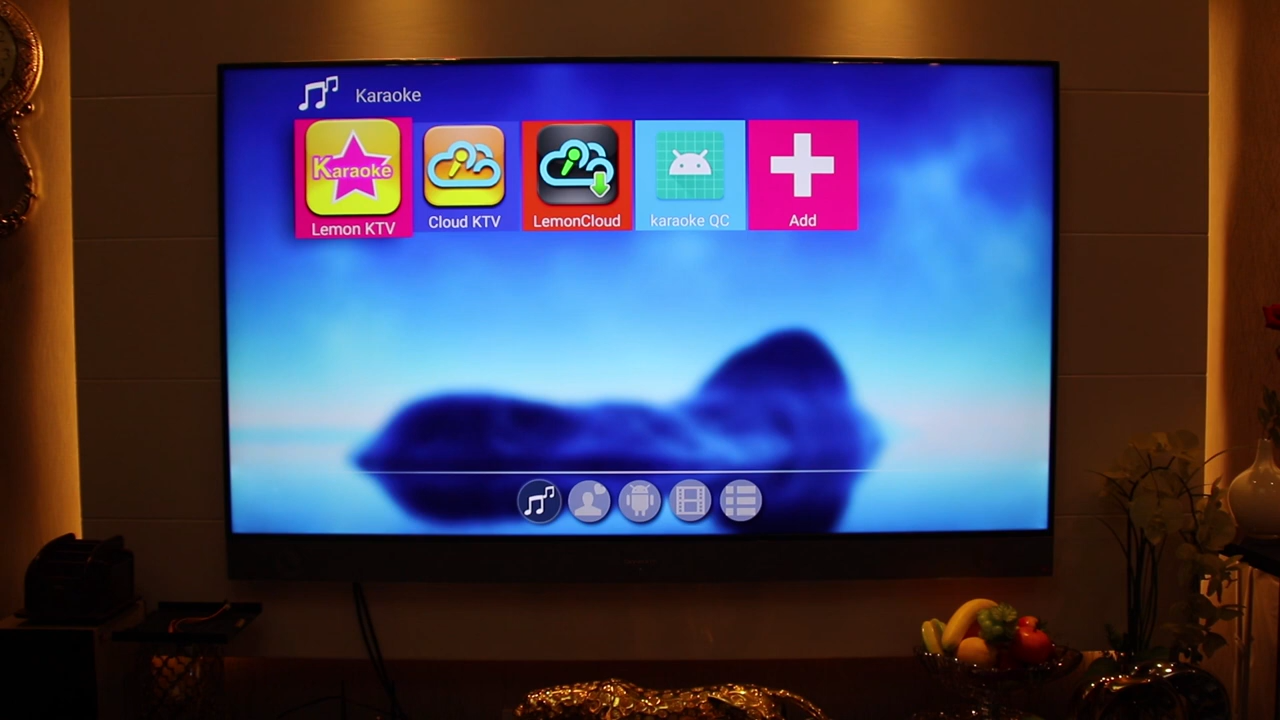 Karaoke
Karaoke
Lemon KTV
Cloud KTV
LemonCloud
karaoke QC
Add